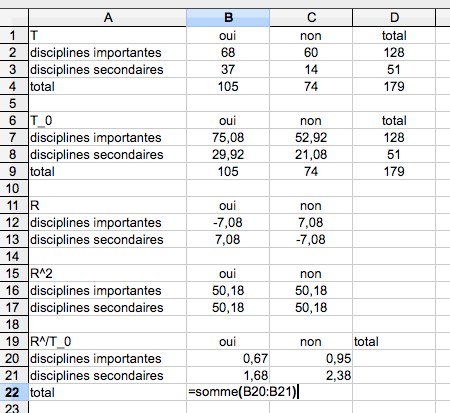 A B C D
1 T oui non total
2 disciplines importantes 68 60 128
3 disciplines secondaires 37 14 51
4 total 105 74 179
5
6 T_0 oui non total
7 disciplines importantes 75,08 52,92 128
8 disciplines secondaires 29,92 21,08 51
9 total 105 74 179
10
11 R oui non
12 disciplines importantes -7,08 7,08
13 disciplines secondaires 7,08 -7,08
14
15 R^2 oui non
16 disciplines importantes 50,18 50,18
17 disciplines secondaires 50,18 50,18
18
19 R^/T_0 oui non total
20 disciplines importantes 0,67 0,95
21 disciplines secondaires 1,68 2,38
22 total =somme(B20:B21)
23